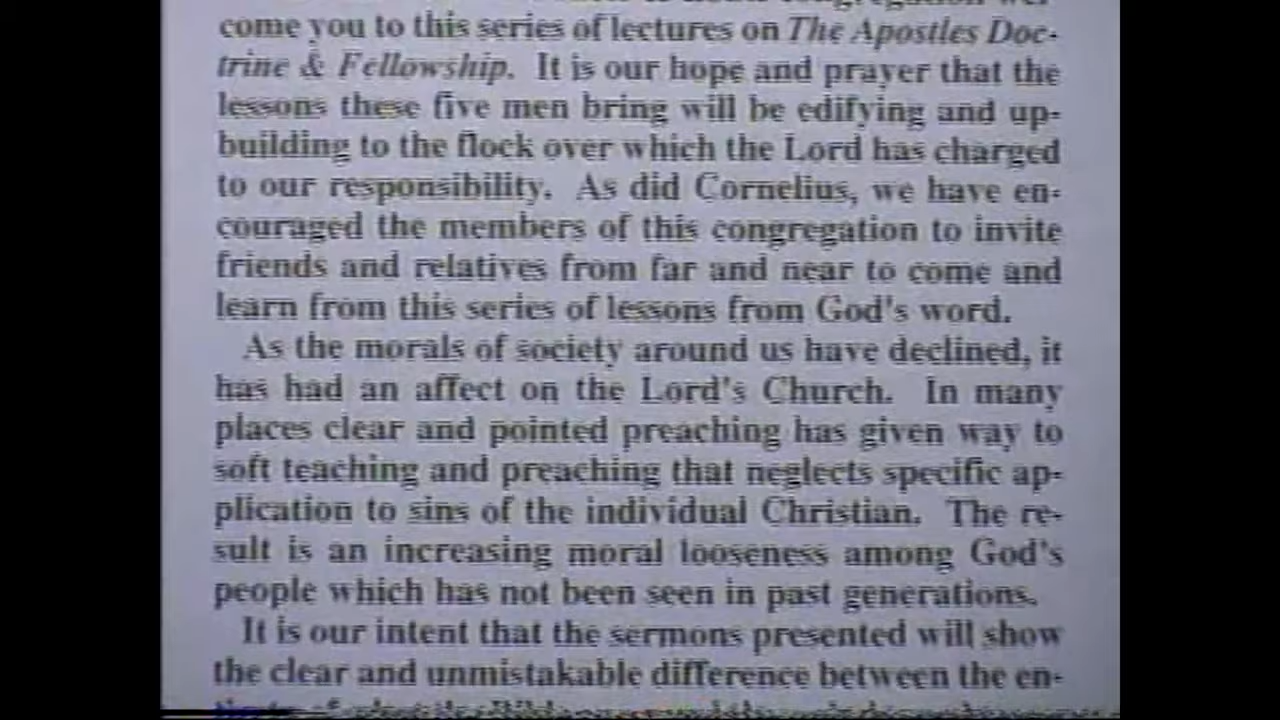 congregation wel-
come you to this series of lectures on The Apostles Doc-
trine & Fellowship. It is our hope and prayer that the
lessons these five men bring will be edifying and up-
building to the flock over which the Lord has charged
to our responsibility. As did Cornelius, we have en-
couraged the members of this congregation to invite
friends and relatives from far and near to come and
learn from this series of lessons from God's word.
As the morals of society around us have declined, it
has had an affect on the Lord's Church. In many
places clear and pointed preaching has given way to
soft teaching and preaching that neglects specific ap-
plication to sins of the individual Christian. The re-
sult is an increasing moral looseness among God's
people which has not been seen in past generations.
It is our intent that the sermons presented will show
the clear and unmistakable difference between the en-